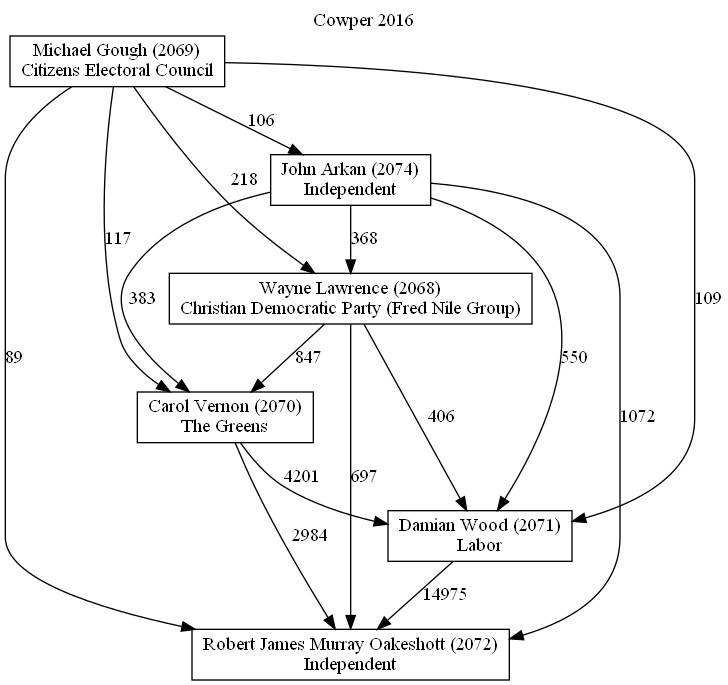 Cowper 2016
Michael Gough (2069)
Citizens Electoral Council
106
John Arkan (2074)
Independent
218
117
368
Wayne Lawrence (2068)
Christian Democratic Party (Fred Nile Group)
383
109
89
847
550
Carol Vernon (2070)
The Greens
406
1072
4201
697
Damian Wood (2071)
Labor
2984
14975
Robert James Murray Oakeshott (2072)
Independent